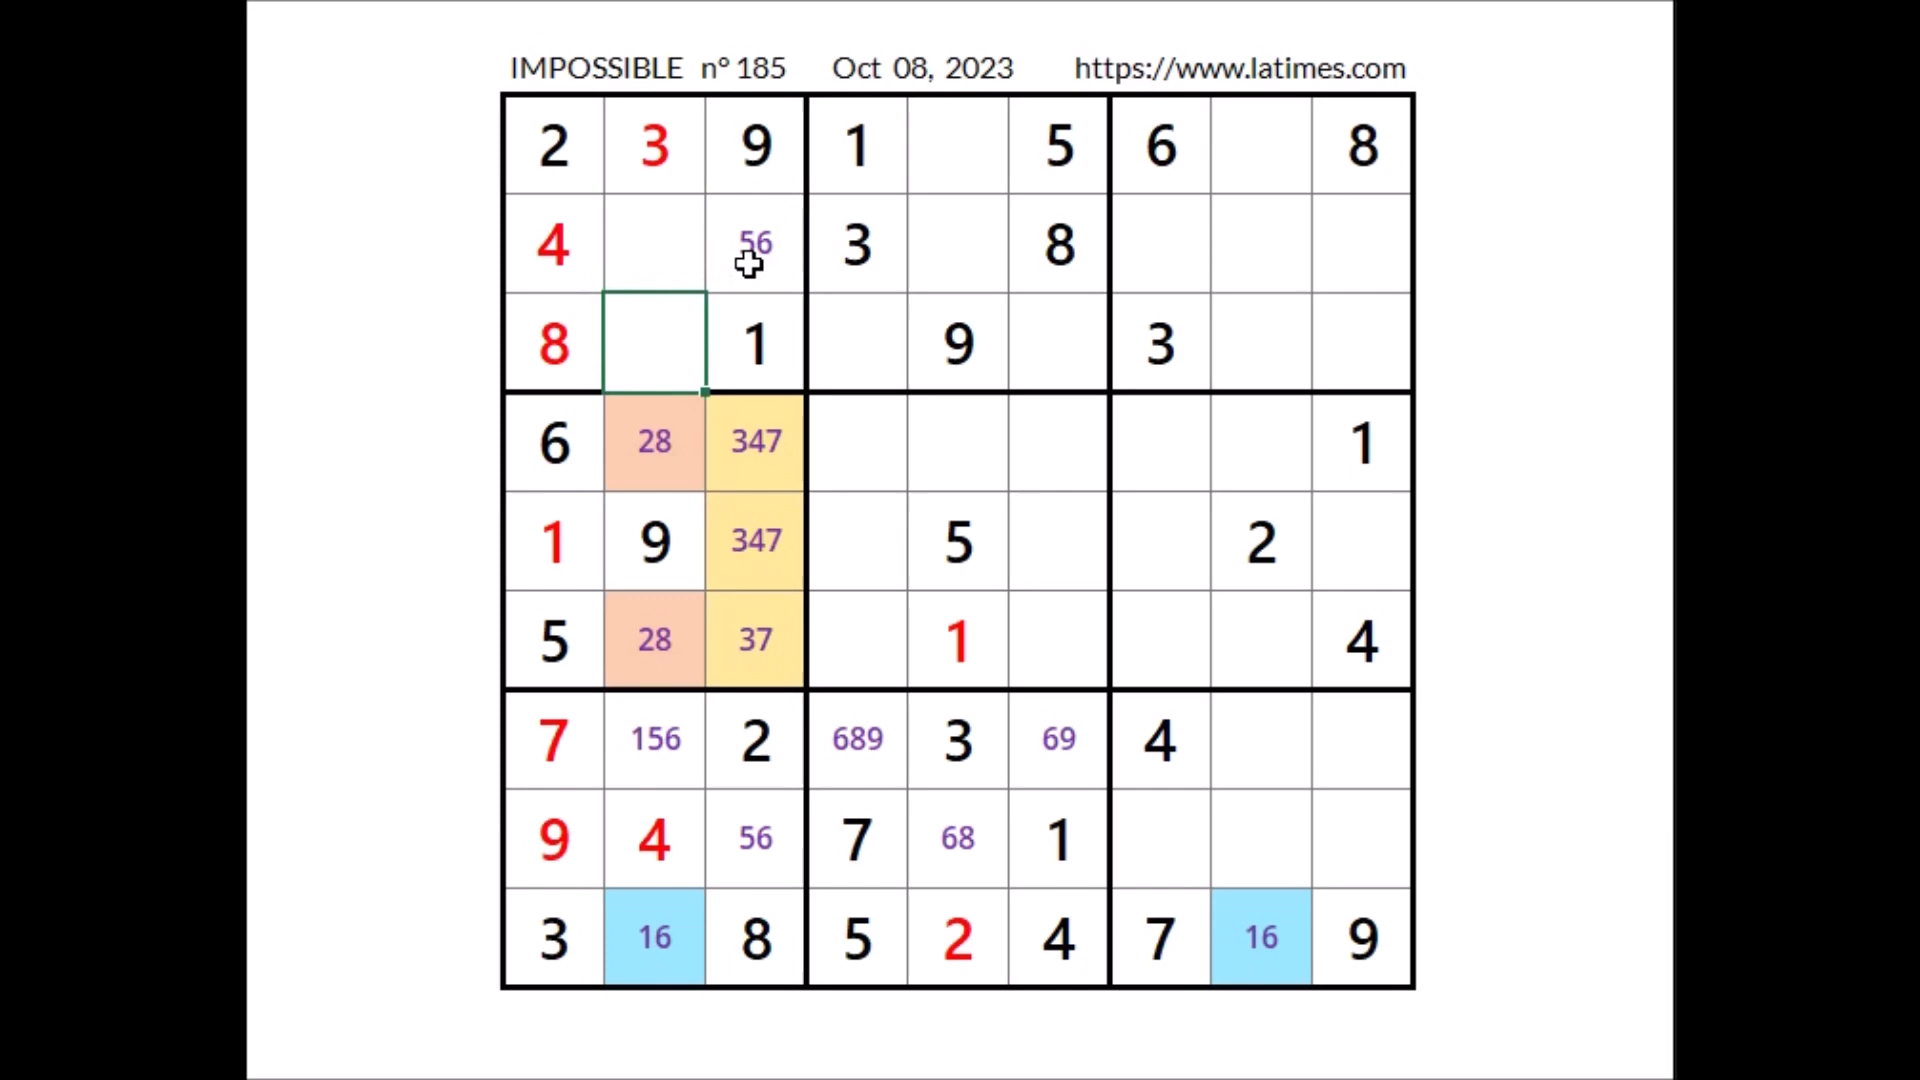 IMPOSSIBLE n° 185 Oct 08, 2023 https://www.latimes.com
2 3 9 1 5 6 8
4 56 3 8
8 1 9 3
6 28 347 1
1 9 347 5 2
5 28 37 1 4
7 156 2 689 3 69 4
9 4 56 7 68 1
3 16 8 5 2 4 7 16 9